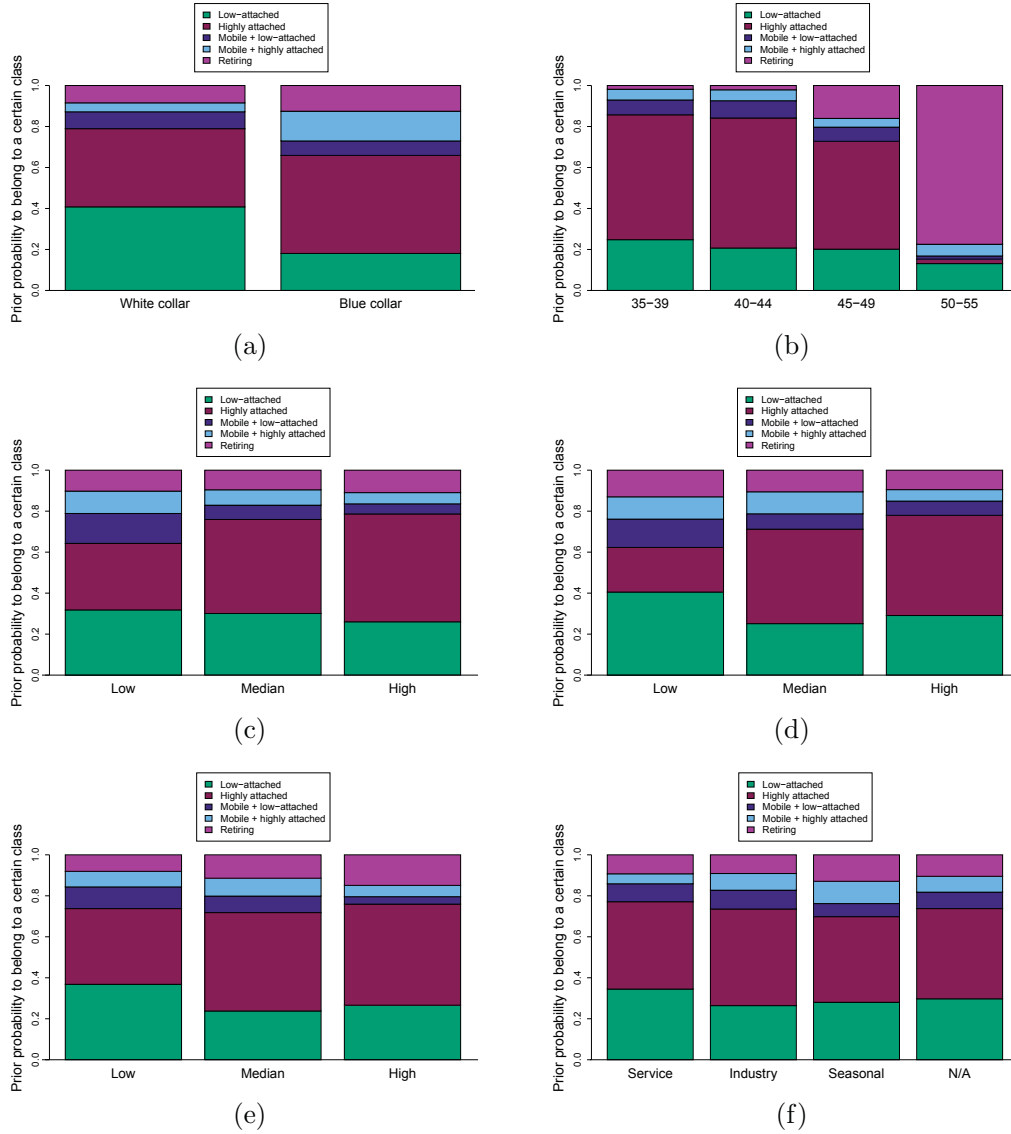 Low−attached
Highly attached
Mobile + low−attached
Mobile + highly attached
Retiring
Prior probability to belong to a certain class
0.0 0.2 0.4 0.6 0.8 1.0
White collar Blue collar
(a)
Low−attached
Highly attached
Mobile + low−attached
Mobile + highly attached
Retiring
Prior probability to belong to a certain class
0.0 0.2 0.4 0.6 0.8 1.0
35−39 40−44 45−49 50−55
(b)
Low−attached
Highly attached
Mobile + low−attached
Mobile + highly attached
Retiring
Prior probability to belong to a certain class
0.0 0.2 0.4 0.6 0.8 1.0
Low Median High
(c)
Low−attached
Highly attached
Mobile + low−attached
Mobile + highly attached
Retiring
Prior probability to belong to a certain class
0.0 0.2 0.4 0.6 0.8 1.0
Low Median High
(d)
Low−attached
Highly attached
Mobile + low−attached
Mobile + highly attached
Retiring
Prior probability to belong to a certain class
0.0 0.2 0.4 0.6 0.8 1.0
Low Median High
(e)
Low−attached
Highly attached
Mobile + low−attached
Mobile + highly attached
Retiring
Prior probability to belong to a certain class
0.0 0.2 0.4 0.6 0.8 1.0
Service Industry Seasonal N/A
(f)